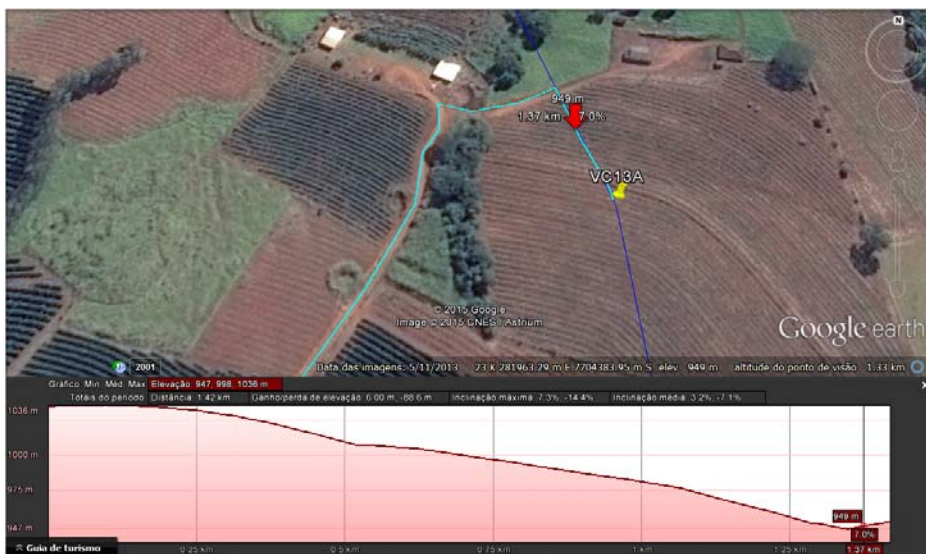 N
949 m
1.37 km 7.0%
VC13A
© 2015 Google
Image © 2015 CNES / Astrium
Google earth
2001
Data das imagens: 5/11/2013 23 K 281963.29 m E 7704383.95 m S elev 949 m altitude do ponto de visão 1.33 km
Gráfico Min Méd Max Elevação: 947, 998, 1036 m
Totais do período Distância: 1.42 km Ganho/perda de elevação: 6.00 m, -88.6 m Inclinação máxima: 7.3%, -14.4% Inclinação média: 3.2%, -7.1%
1036 m
1000 m
975 m
947 m
949 m
7.0%
Guia de turismo
0.25 km 0.5 km 0.75 km 1 km 1.25 km 1.37 km